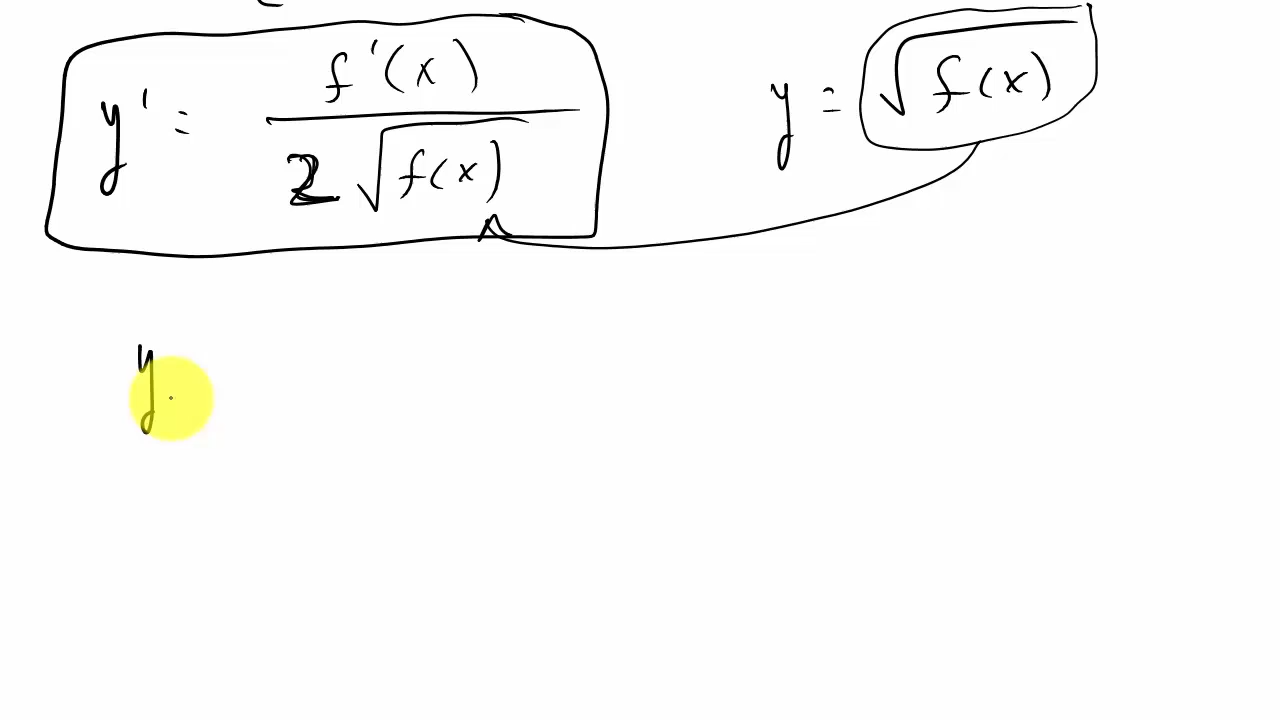 y' = f'(x) / 2√f(x)
y = √f(x)
y